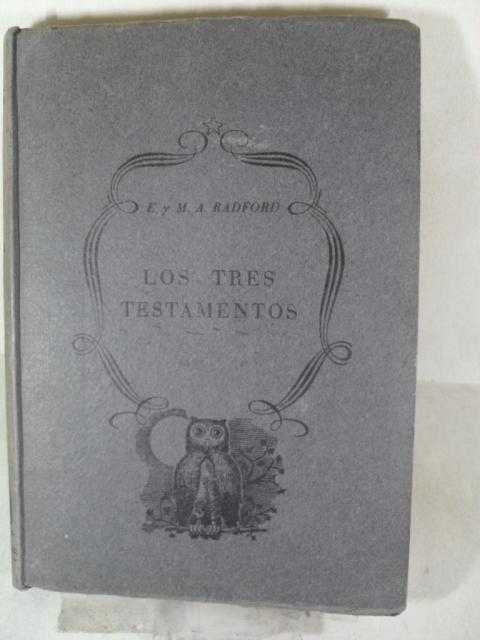 E. y M. A. RADFORD
LOS TRES
TESTAMENTOS